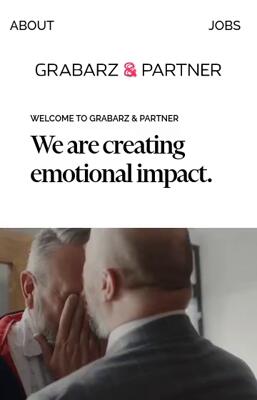 ABOUT JOBS
GRABARZ & PARTNER
WELCOME TO GRABARZ & PARTNER
We are creating
emotional impact.